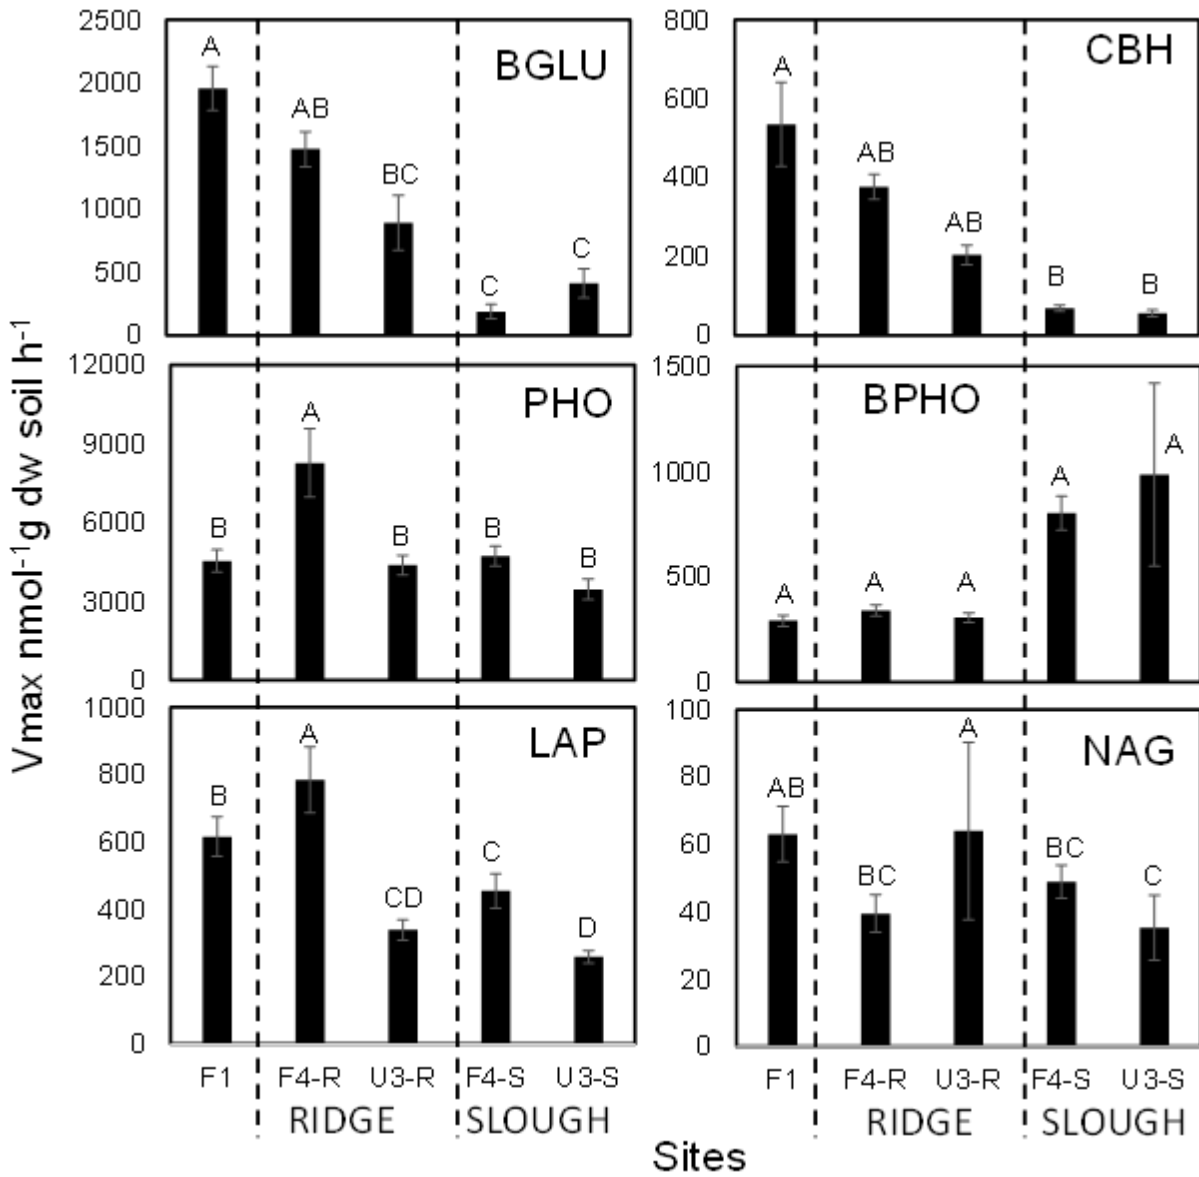 Vmax nmol⁻¹g dw soil h⁻¹
BGLU
2500
2000
1500
1000
500
0
A
AB
BC
C
C
CBH
800
600
400
200
0
A
AB
AB
B
B
PHO
12000
9000
6000
3000
0
B
A
B
B
B
BPHO
1500
1000
500
0
A
A
A
A
A
LAP
1000
800
600
400
200
0
B
A
CD
C
D
NAG
100
80
60
40
20
0
AB
BC
A
BC
C
F1 F4-R U3-R F4-S U3-S
RIDGE SLOUGH
F1 F4-R U3-R F4-S U3-S
RIDGE SLOUGH
Sites